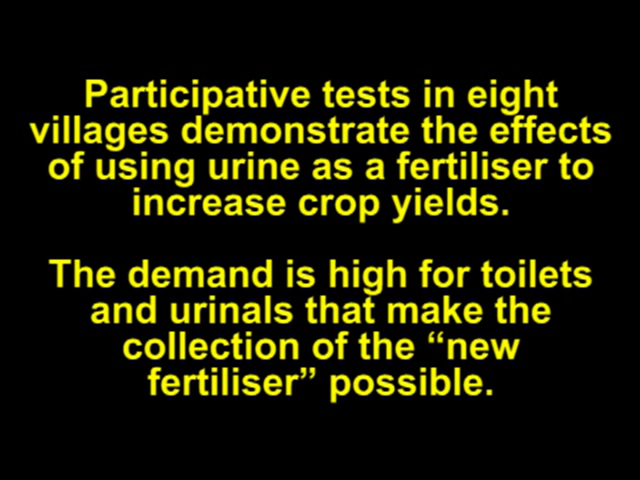 Participative tests in eight
villages demonstrate the effects
of using urine as a fertiliser to
increase crop yields.
The demand is high for toilets
and urinals that make the
collection of the “new
fertiliser” possible.